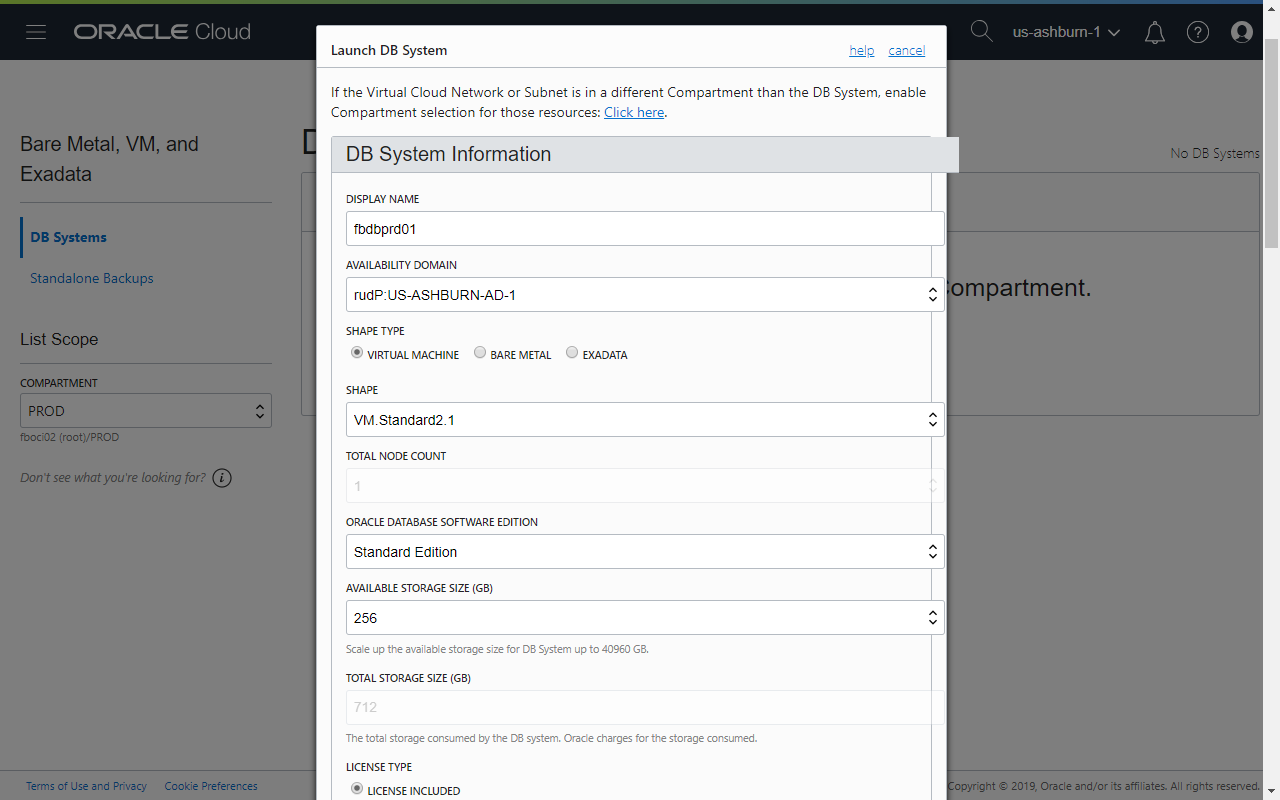 ORACLE Cloud
us-ashburn-1
Launch DB System
help
cancel
If the Virtual Cloud Network or Subnet is in a different Compartment than the DB System, enable
Compartment selection for those resources: Click here.
Bare Metal, VM, and
Exadata
D
No DB Systems
DB System Information
DB Systems
Standalone Backups
DISPLAY NAME
fbdbprd01
AVAILABILITY DOMAIN
rudP:US-ASHBURN-AD-1
Compartment.
List Scope
COMPARTMENT
PROD
fboci02 (root)/PROD
Don't see what you're looking for?
SHAPE TYPE
VIRTUAL MACHINE
BARE METAL
EXADATA
SHAPE
VM.Standard2.1
TOTAL NODE COUNT
1
ORACLE DATABASE SOFTWARE EDITION
Standard Edition
AVAILABLE STORAGE SIZE (GB)
256
Scale up the available storage size for DB System up to 40960 GB.
TOTAL STORAGE SIZE (GB)
712
The total storage consumed by the DB system. Oracle charges for the storage consumed.
LICENSE TYPE
LICENSE INCLUDED
Terms of Use and Privacy
Cookie Preferences
Copyright © 2019, Oracle and/or its affiliates. All rights reserved.